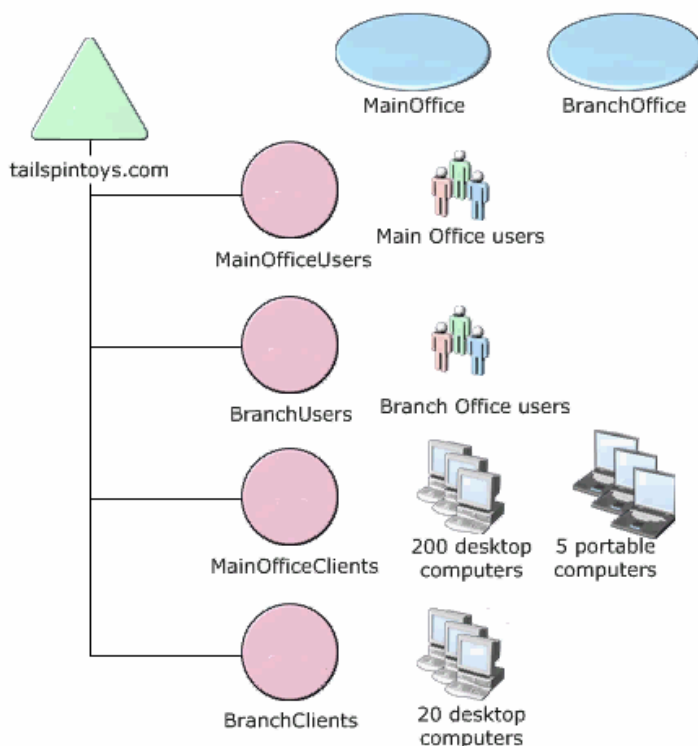 MainOffice
BranchOffice
tailspintoys.com
MainOfficeUsers
Main Office users
BranchUsers
Branch Office users
MainOfficeClients
200 desktop
computers
5 portable
computers
BranchClients
20 desktop
computers